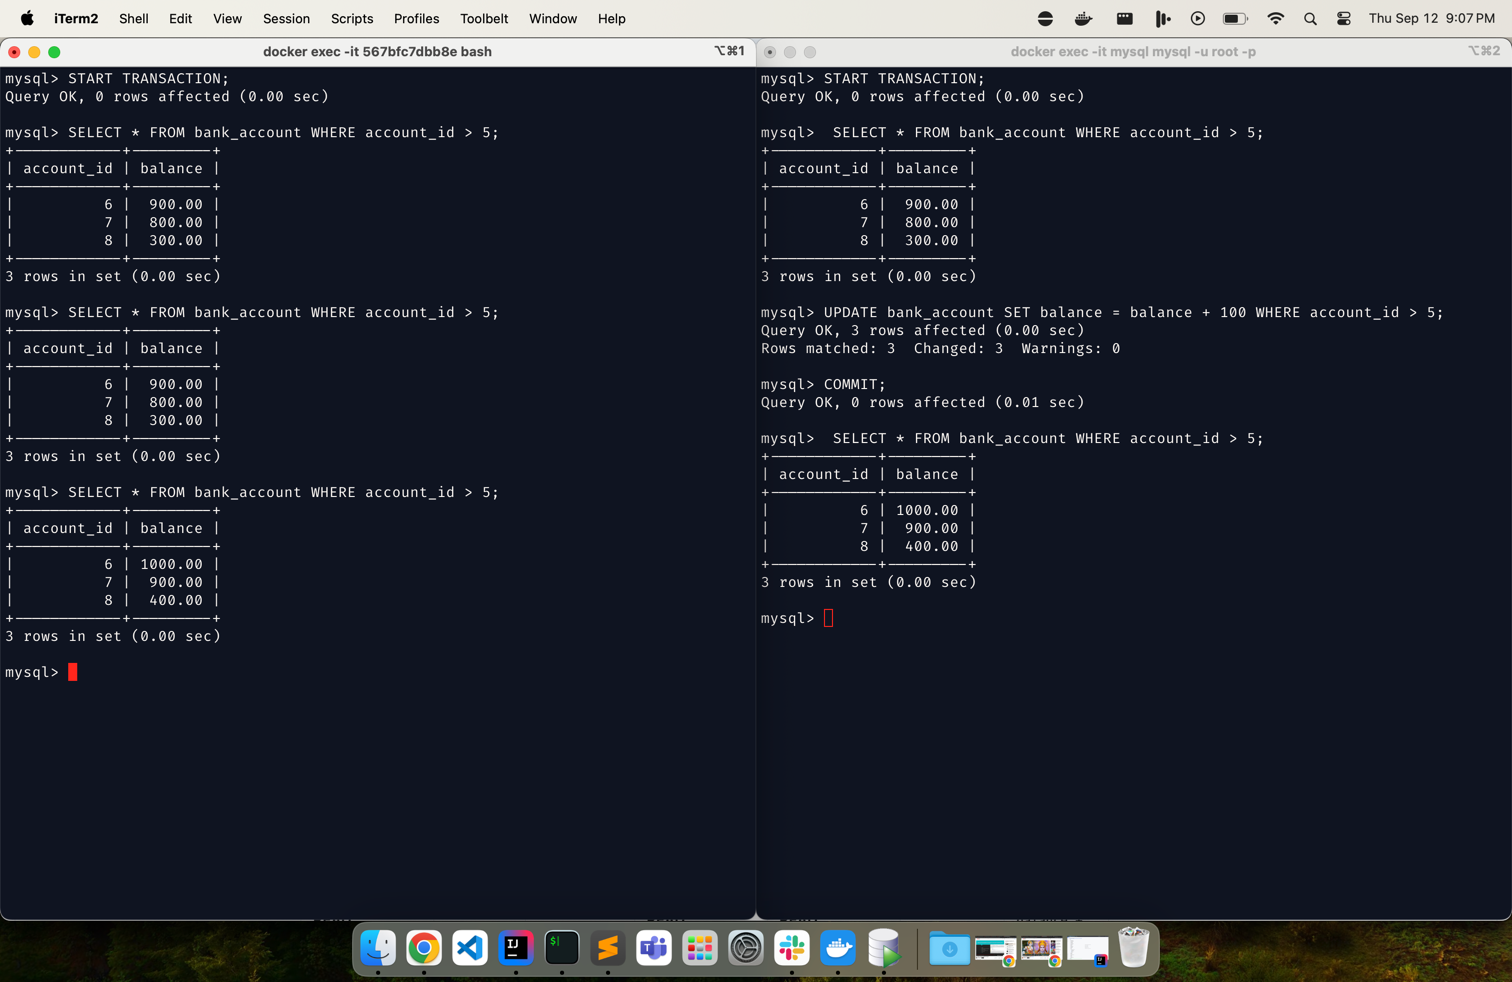 iTerm2 Shell Edit View Session Scripts Profiles Toolbelt Window Help Thu Sep 12 9:07 PM
docker exec -it 567bfc7dbb8e bash ⌥⌘1
mysql> START TRANSACTION;
Query OK, 0 rows affected (0.00 sec)
mysql> SELECT * FROM bank_account WHERE account_id > 5;
+------------+---------+
| account_id | balance |
+------------+---------+
| 6 | 900.00 |
| 7 | 800.00 |
| 8 | 300.00 |
+------------+---------+
3 rows in set (0.00 sec)
mysql> SELECT * FROM bank_account WHERE account_id > 5;
+------------+---------+
| account_id | balance |
+------------+---------+
| 6 | 900.00 |
| 7 | 800.00 |
| 8 | 300.00 |
+------------+---------+
3 rows in set (0.00 sec)
mysql> SELECT * FROM bank_account WHERE account_id > 5;
+------------+---------+
| account_id | balance |
+------------+---------+
| 6 | 1000.00 |
| 7 | 900.00 |
| 8 | 400.00 |
+------------+---------+
3 rows in set (0.00 sec)
mysql>
docker exec -it mysql mysql -u root -p ⌥⌘2
mysql> START TRANSACTION;
Query OK, 0 rows affected (0.00 sec)
mysql>  SELECT * FROM bank_account WHERE account_id > 5;
+------------+---------+
| account_id | balance |
+------------+---------+
| 6 | 900.00 |
| 7 | 800.00 |
| 8 | 300.00 |
+------------+---------+
3 rows in set (0.00 sec)
mysql> UPDATE bank_account SET balance = balance + 100 WHERE account_id > 5;
Query OK, 3 rows affected (0.00 sec)
Rows matched: 3  Changed: 3  Warnings: 0
mysql> COMMIT;
Query OK, 0 rows affected (0.01 sec)
mysql>  SELECT * FROM bank_account WHERE account_id > 5;
+------------+---------+
| account_id | balance |
+------------+---------+
| 6 | 1000.00 |
| 7 | 900.00 |
| 8 | 400.00 |
+------------+---------+
3 rows in set (0.00 sec)
mysql>
IJ
$|